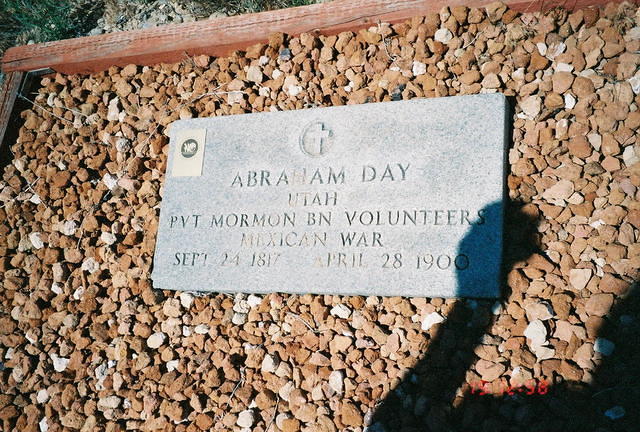 ABRAHAM DAY
UTAH
PVT MORMON BN VOLUNTEERS
MEXICAN WAR
SEPT 24 1817 APRIL 28 1900